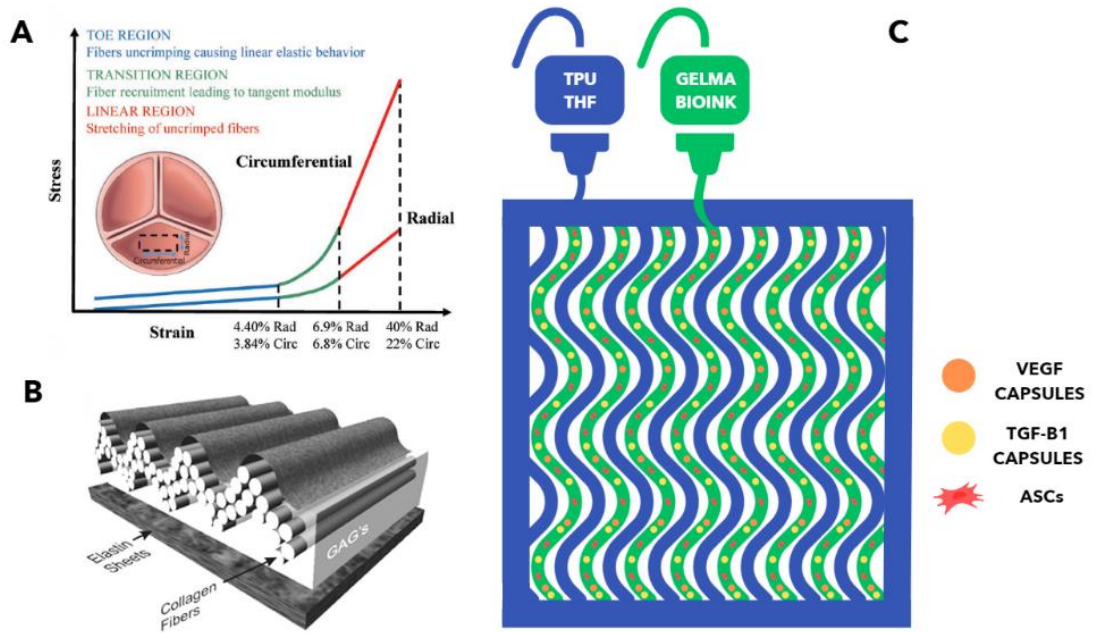 A
TOE REGION
Fibers uncrimping causing linear elastic behavior
TRANSITION REGION
Fiber recruitment leading to tangent modulus
LINEAR REGION
Stretching of uncrimped fibers
Circumferential
Radial
Stress
Radial
Circumferential
Strain
4.40% Rad
3.84% Circ
6.9% Rad
6.8% Circ
40% Rad
22% Circ
B
Elastin
Sheets
Collagen
Fibers
GAG's
C
TPU
THF
GELMA
BIOINK
VEGF
CAPSULES
TGF-B1
CAPSULES
ASCs